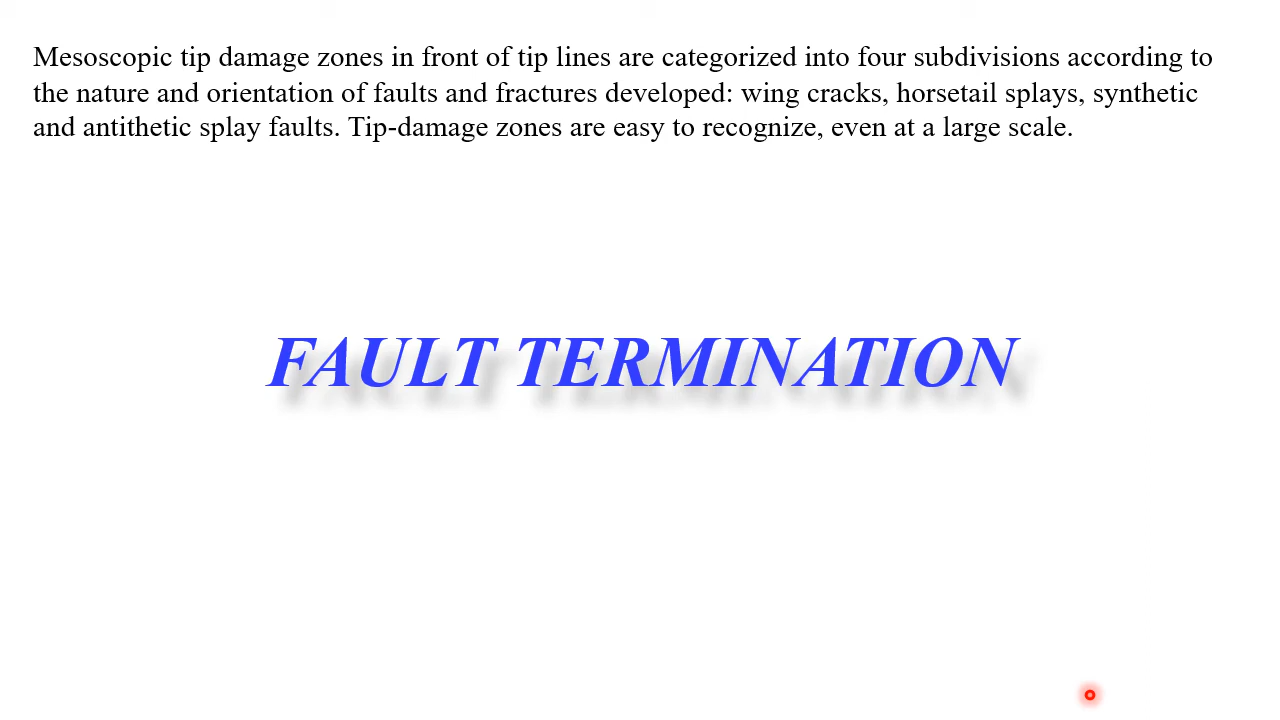 Mesoscopic tip damage zones in front of tip lines are categorized into four subdivisions according to
the nature and orientation of faults and fractures developed: wing cracks, horsetail splays, synthetic
and antithetic splay faults. Tip-damage zones are easy to recognize, even at a large scale.
FAULT TERMINATION